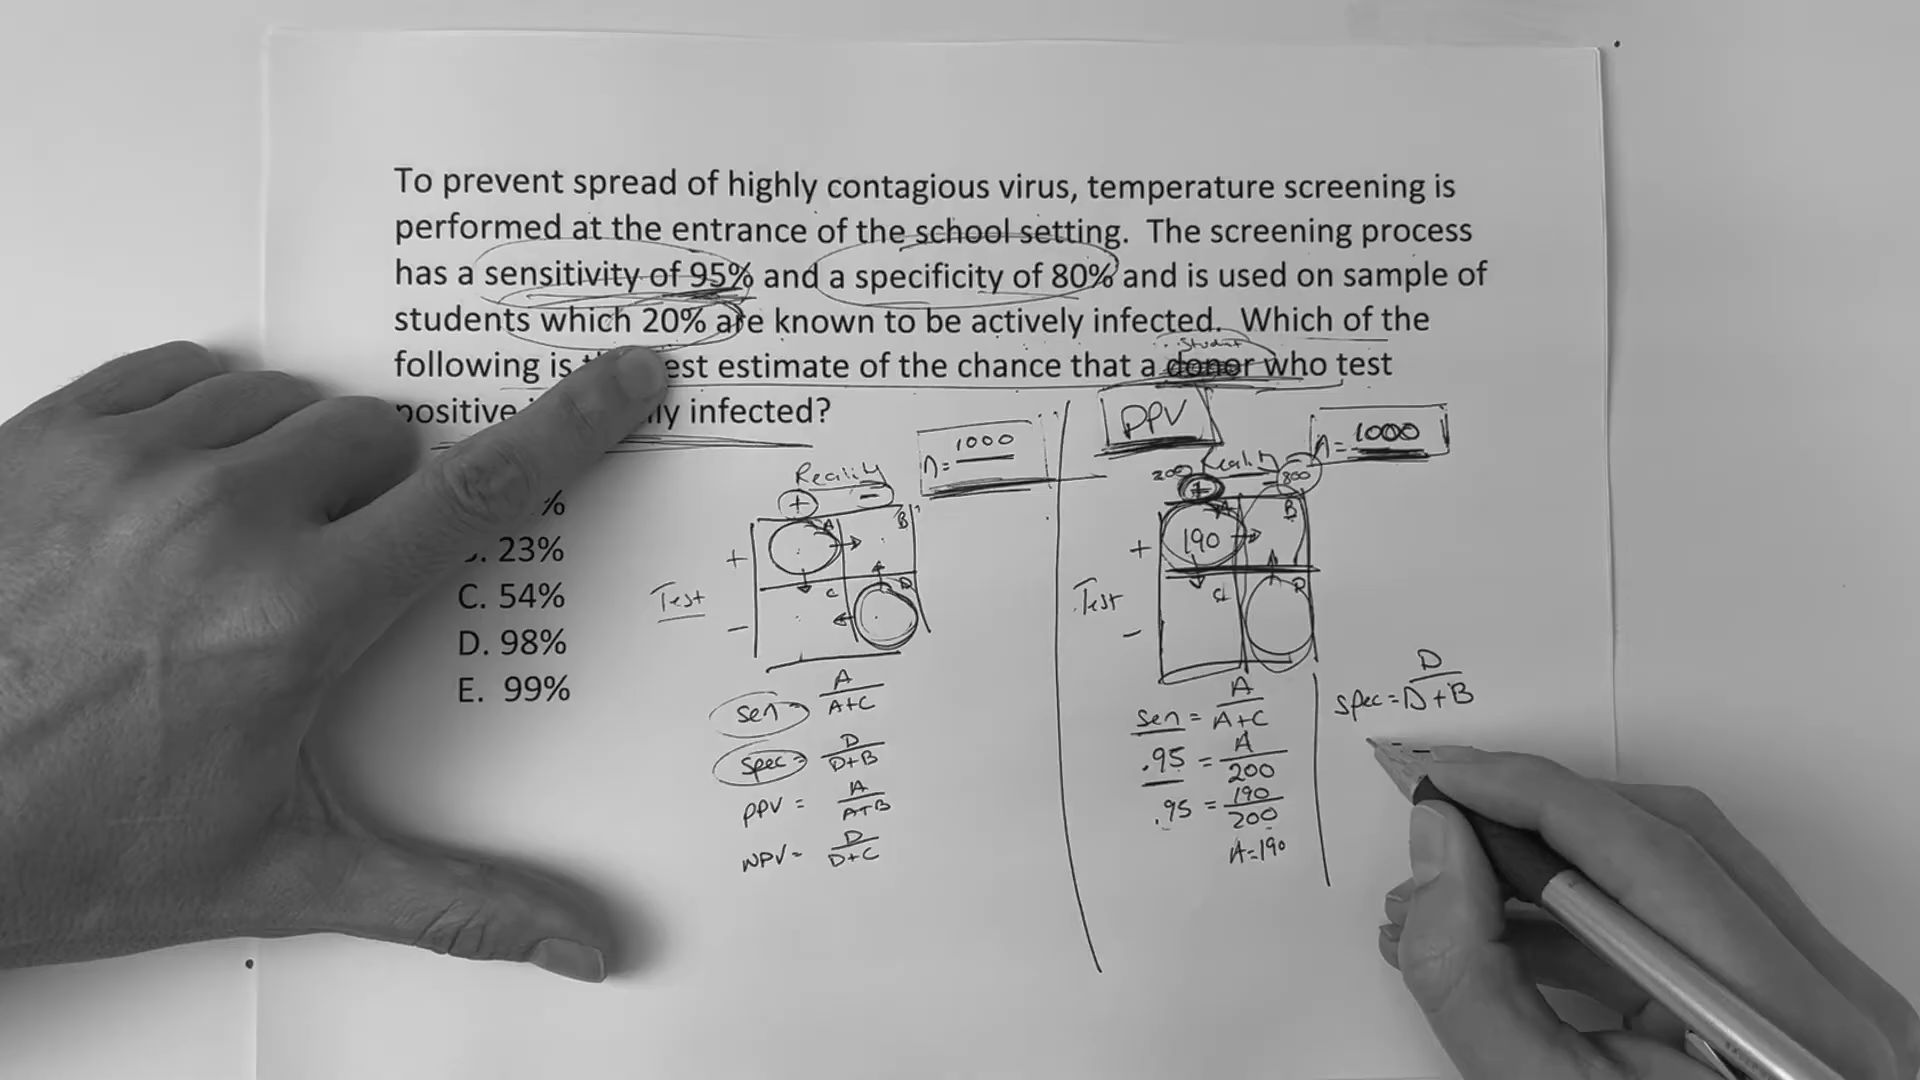 To prevent spread of highly contagious virus, temperature screening is
performed at the entrance of the school setting. The screening process
has a sensitivity of 95% and a specificity of 80% and is used on sample of
students which 20% are known to be actively infected. Which of the
student
following is est estimate of the chance that a donor who test
positive infected?
%
23%
C. 54%
D. 98%
E. 99%
n = 1000
Reality
+ −
A B
+
Test
C D
−
sen = A / A+C
spec = D / D+B
PPV = A / A+B
NPV = D / D+C
PPV
n = 1000
200 Reality 800
+ −
A B
+ 190
Test
−
sen = A / A+C
.95 = A / 200
.95 = 190 / 200
A=190
spec = D / D+B